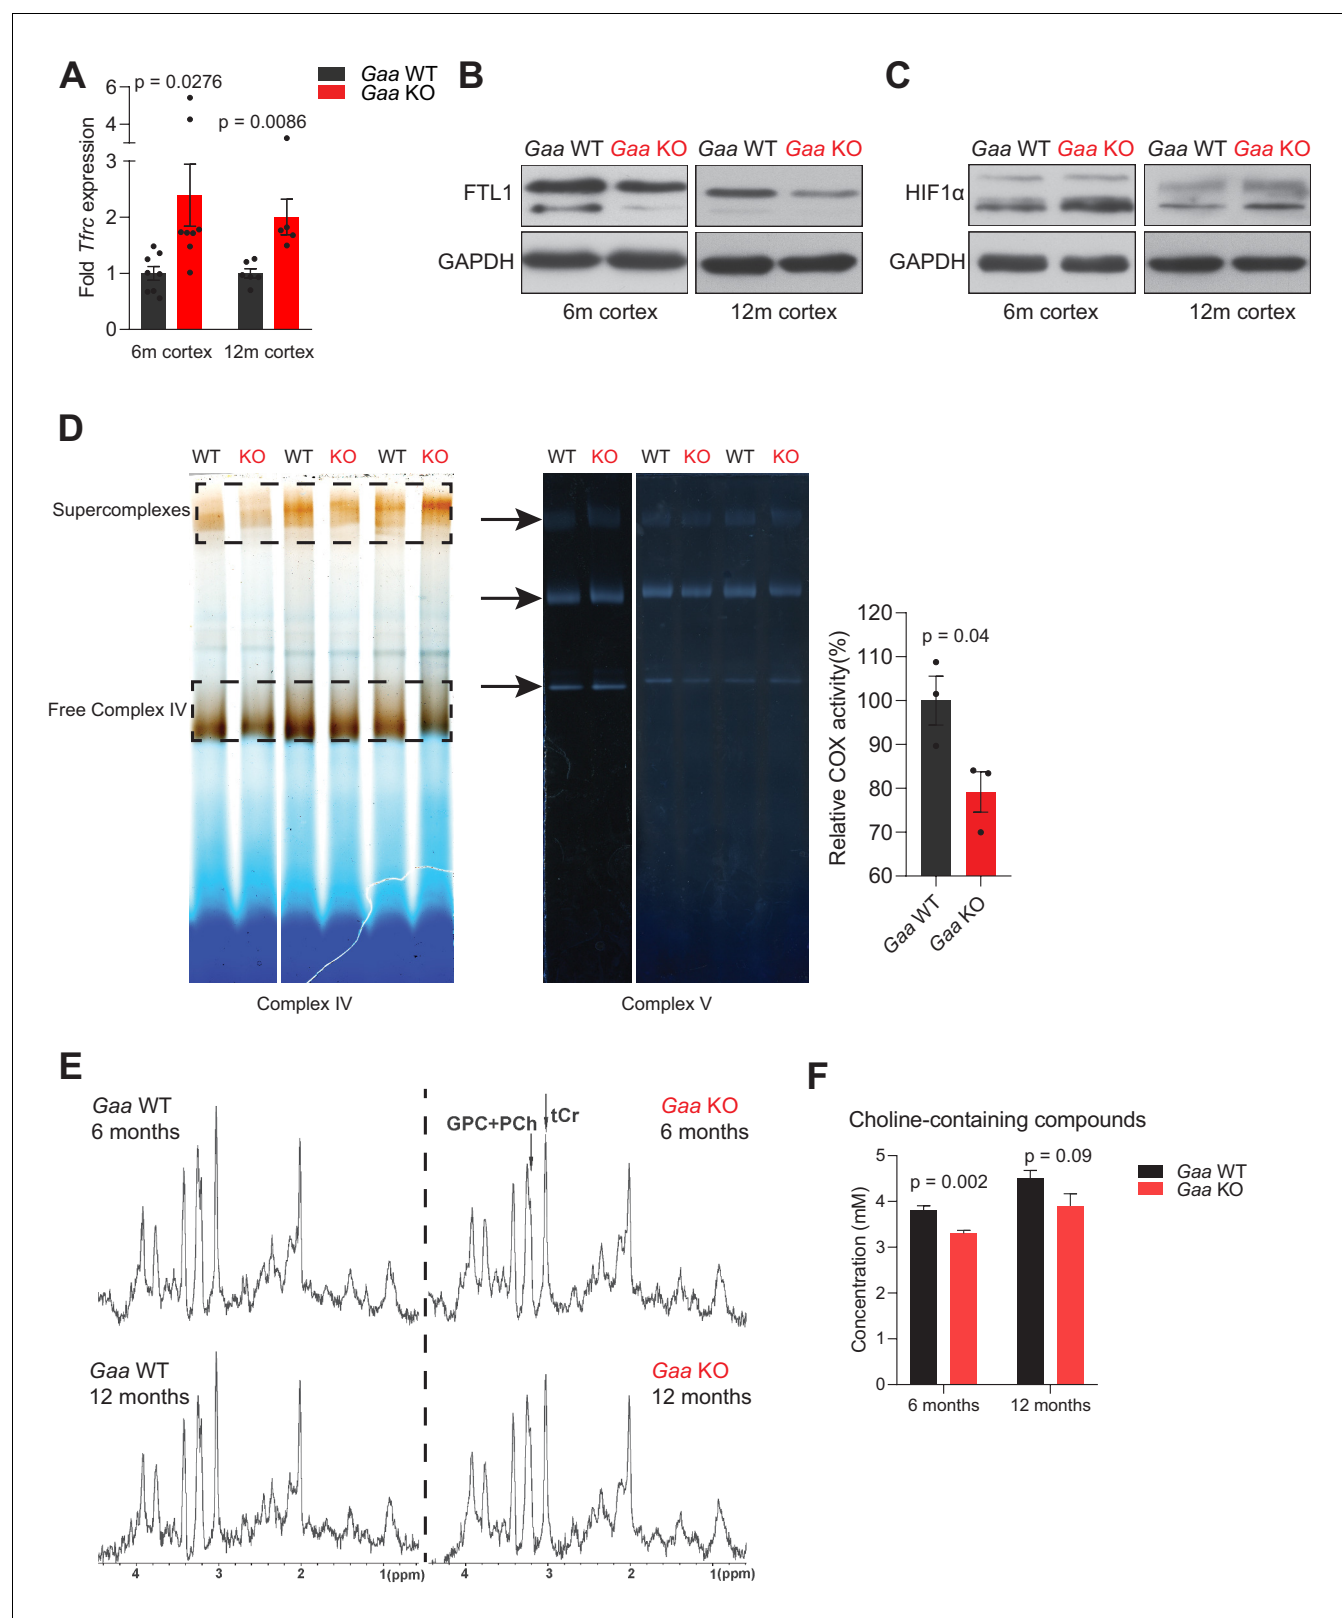 A
p = 0.0276
p = 0.0086
Gaa WT
Gaa KO
Fold Tfrc expression
6
4
3
2
1
0
6m cortex
12m cortex
B
Gaa WT Gaa KO Gaa WT Gaa KO
FTL1
GAPDH
6m cortex
12m cortex
C
Gaa WT Gaa KO Gaa WT Gaa KO
HIF1α
GAPDH
6m cortex
12m cortex
D
WT KO WT KO WT KO
Supercomplexes
Free Complex IV
Complex IV
WT KO WT KO WT KO
Complex V
Relative COX activity(%)
120
110
100
90
80
70
60
p = 0.04
Gaa WT
Gaa KO
E
Gaa WT
6 months
GPC+PCh
tCr
Gaa KO
6 months
Gaa WT
12 months
Gaa KO
12 months
4 3 2 1(ppm)
4 3 2 1(ppm)
F
Choline-containing compounds
Concentration (mM)
5
4
3
2
1
0
p = 0.002
p = 0.09
Gaa WT
Gaa KO
6 months
12 months